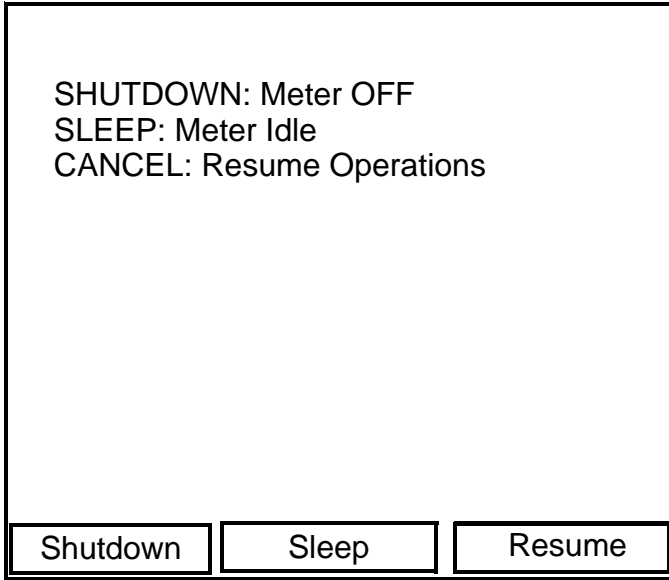 SHUTDOWN: Meter OFF
SLEEP: Meter Idle
CANCEL: Resume Operations
Shutdown Sleep Resume